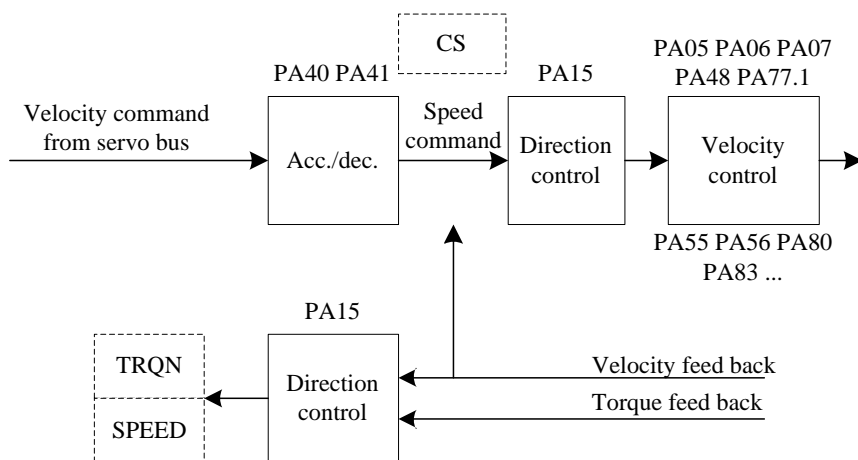 CS
PA40 PA41
PA15
PA05 PA06 PA07
PA48 PA77.1
Velocity command
from servo bus
Acc./dec.
Speed
command
Direction
control
Velocity
control
PA55 PA56 PA80
PA83 ...
PA15
TRQN
SPEED
Direction
control
Velocity feed back
Torque feed back